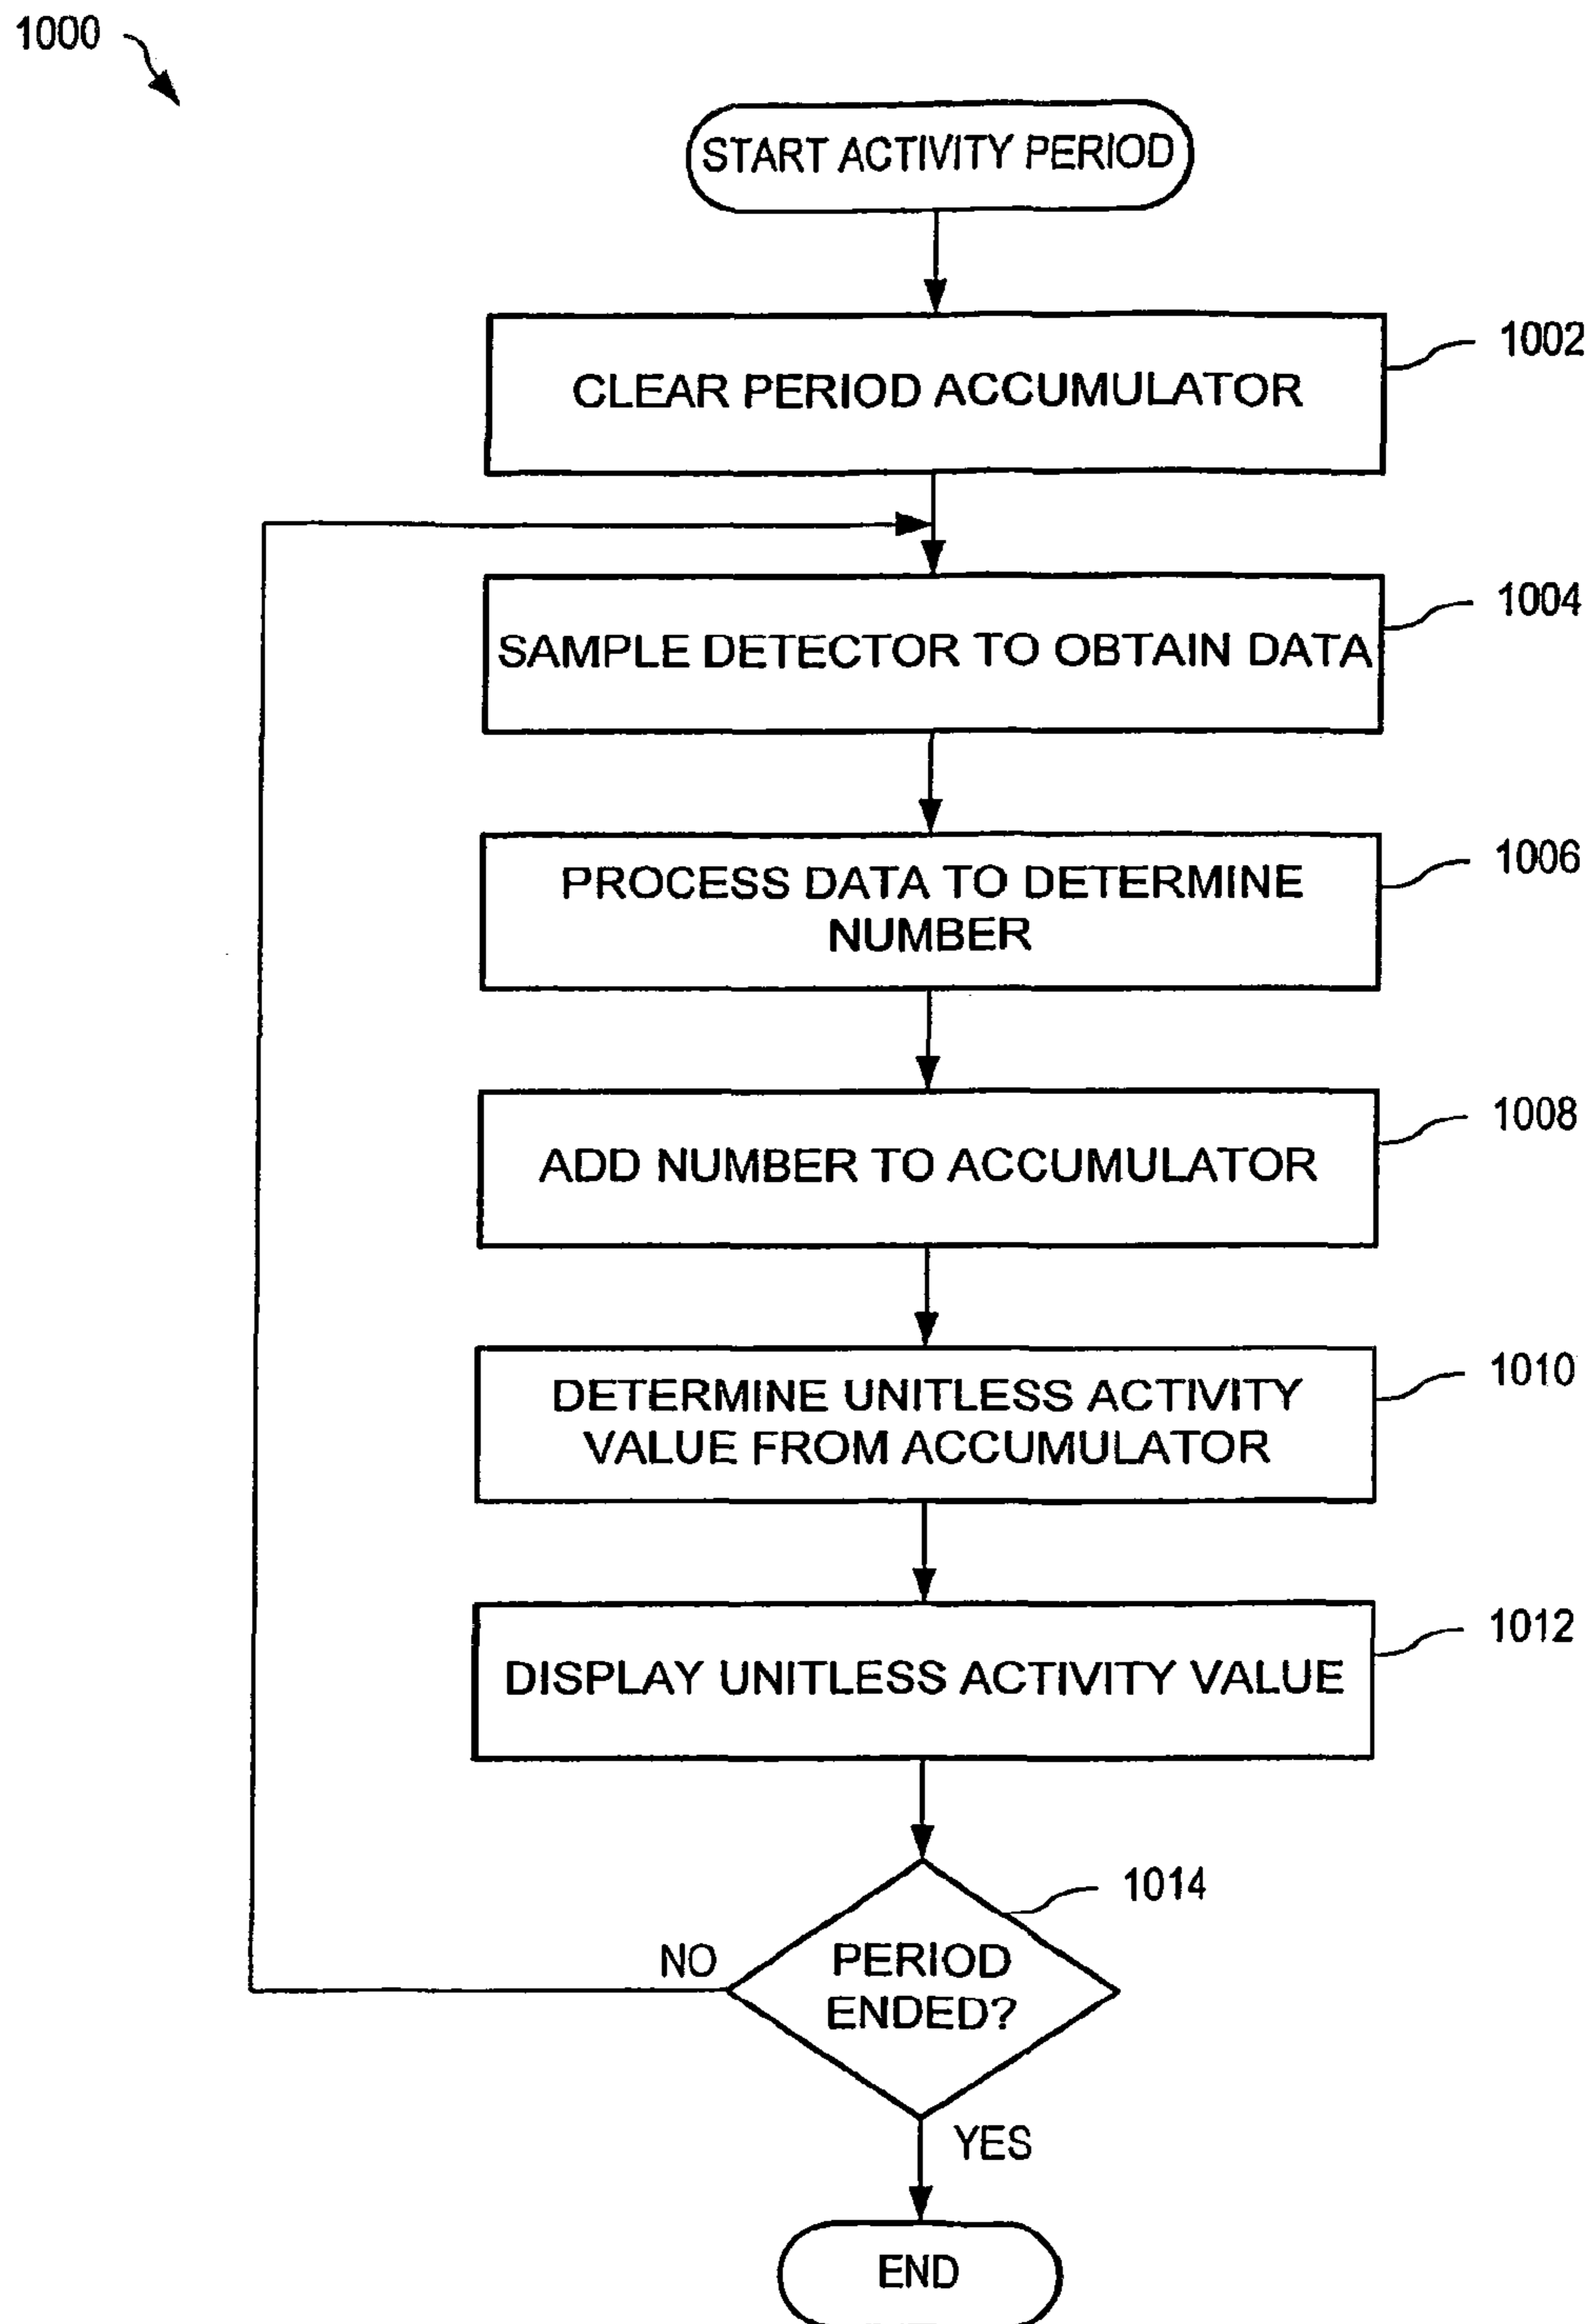 1000
START ACTIVITY PERIOD
1002
CLEAR PERIOD ACCUMULATOR
1004
SAMPLE DETECTOR TO OBTAIN DATA
1006
PROCESS DATA TO DETERMINE
NUMBER
1008
ADD NUMBER TO ACCUMULATOR
1010
DETERMINE UNITLESS ACTIVITY
VALUE FROM ACCUMULATOR
1012
DISPLAY UNITLESS ACTIVITY VALUE
1014
NO
PERIOD
ENDED?
YES
END